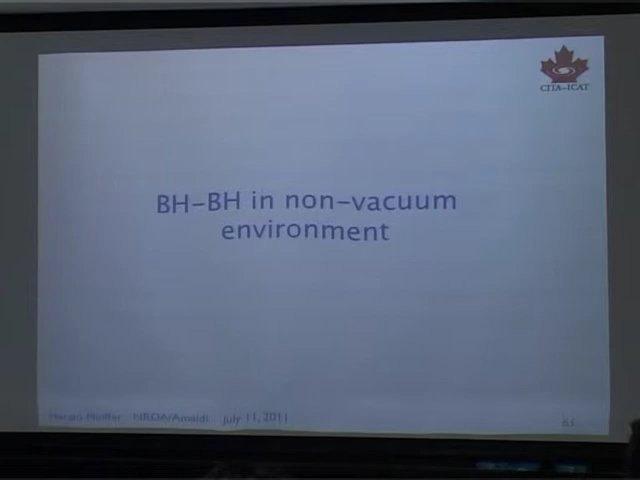 CITA-ICAT
BH-BH in non-vacuum
environment
Harald Pfeiffer NRDA/Amaldi July 11, 2011